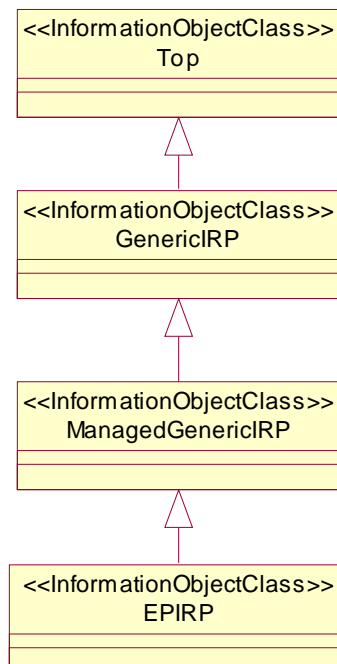 <<InformationObjectClass>>
Top
<<InformationObjectClass>>
GenericIRP
<<InformationObjectClass>>
ManagedGenericIRP
<<InformationObjectClass>>
EPIRP